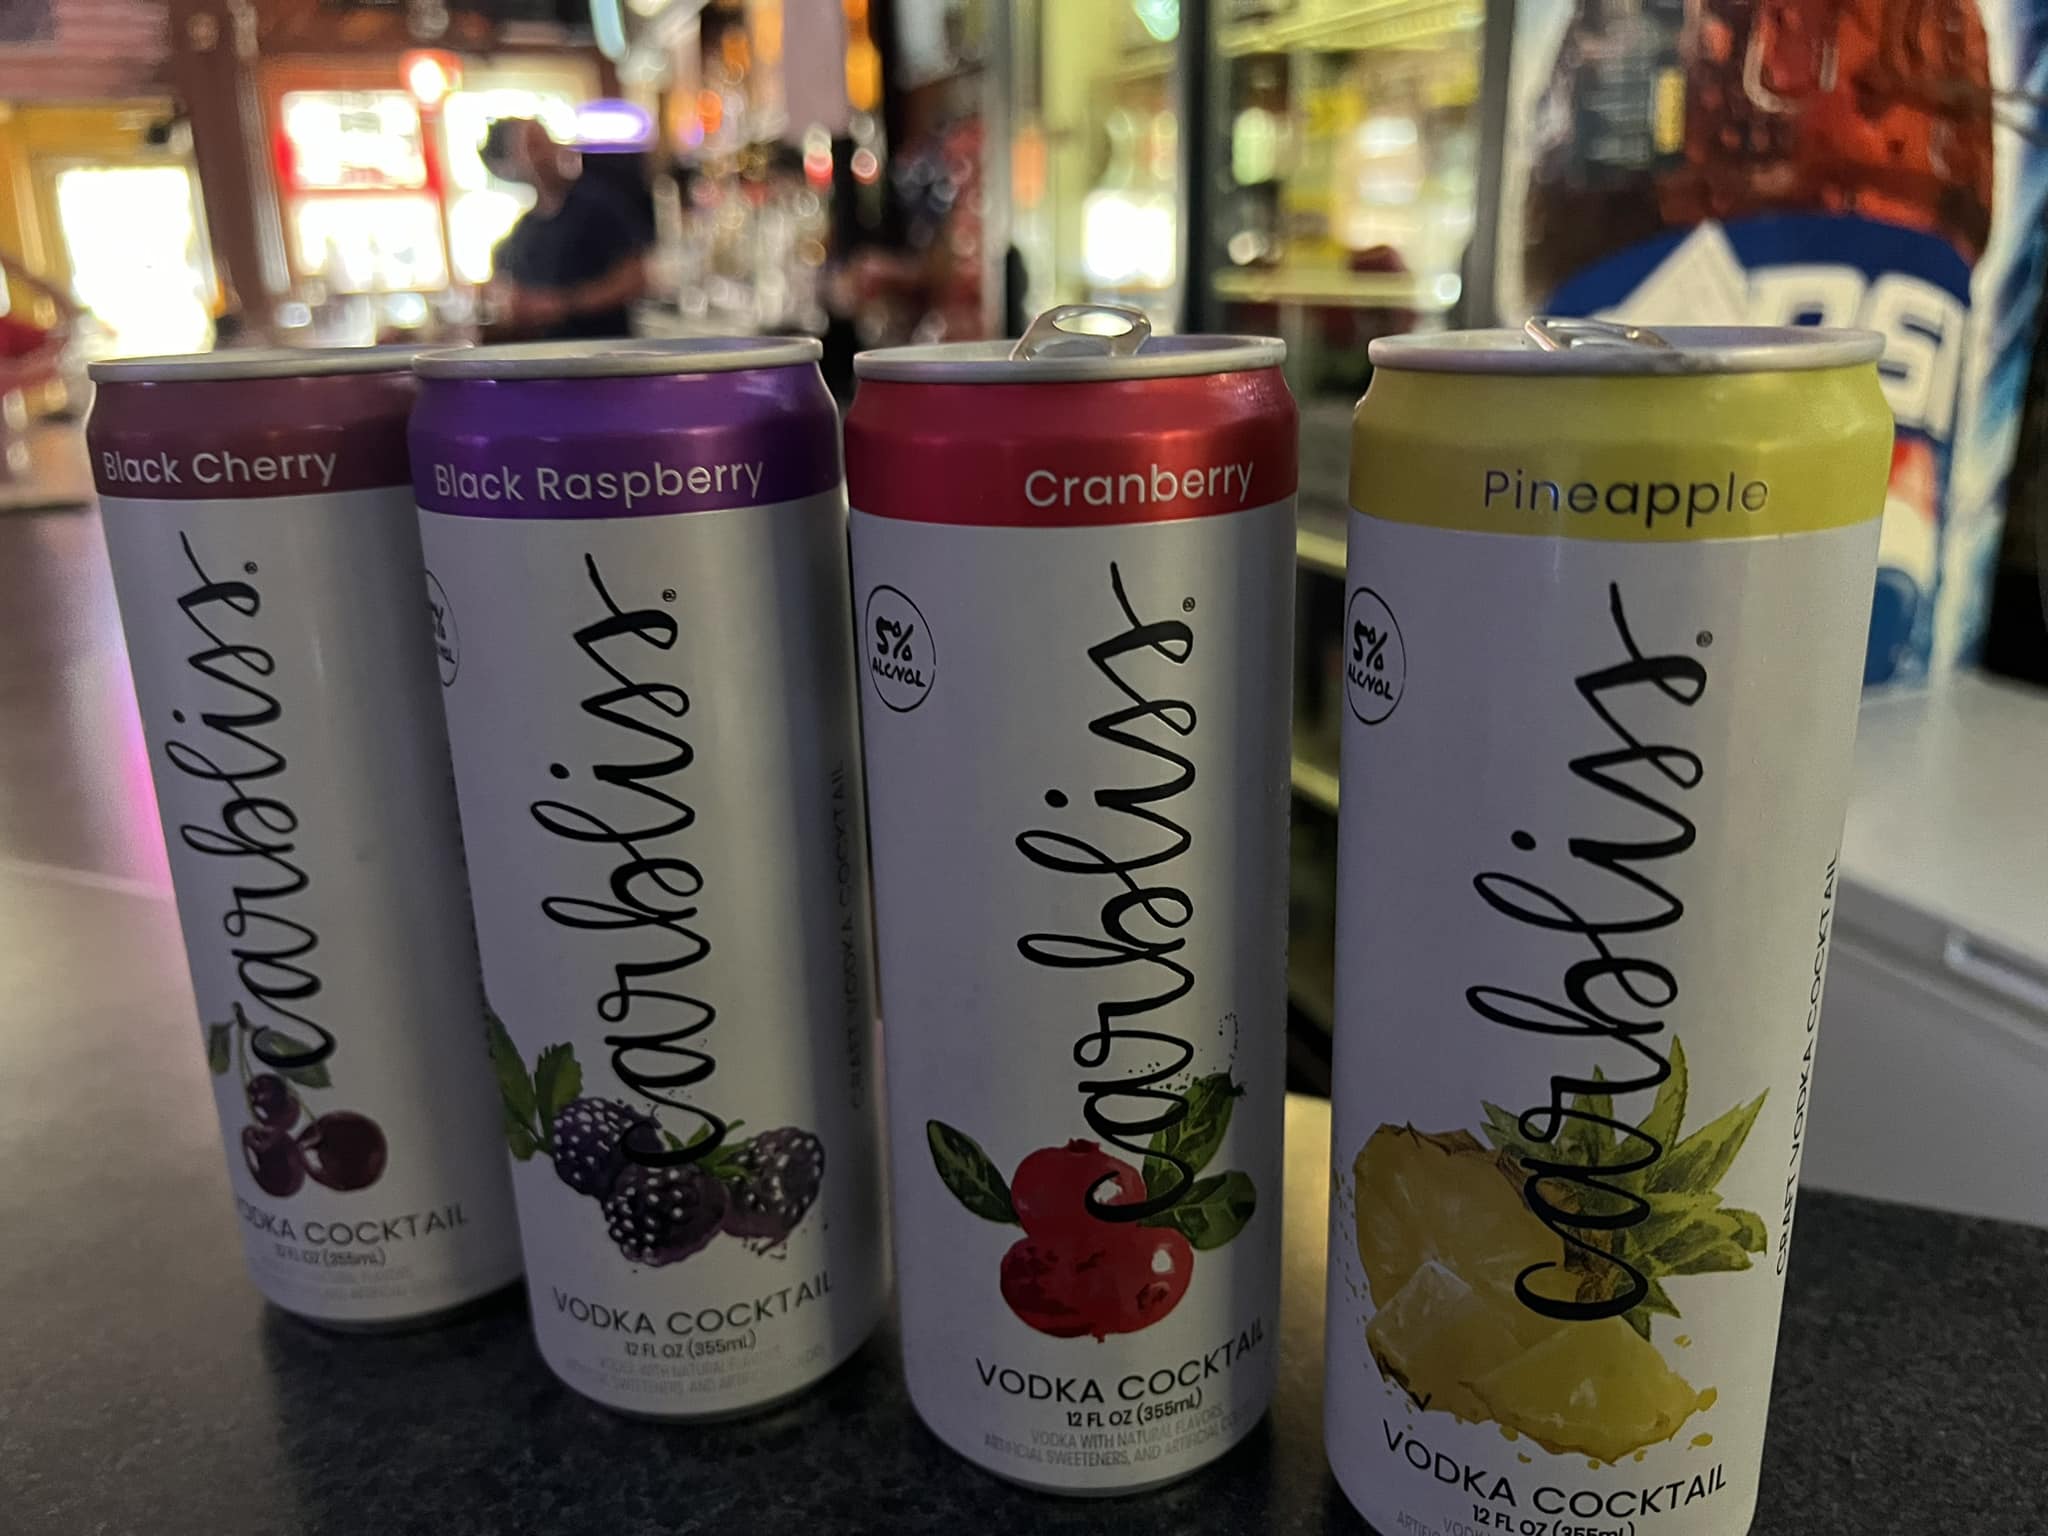 Black Cherry
carbliss®
VODKA COCKTAIL
12 FL OZ (355mL)
Black Raspberry
carbliss®
CRAFT VODKA COCKTAIL
VODKA COCKTAIL
12 FL OZ (355mL)
Cranberry
5%
ALC/VOL
carbliss®
VODKA COCKTAIL
12 FL OZ (355mL)
VODKA WITH NATURAL FLAVORS,
ARTIFICIAL SWEETENERS, AND ARTIFICIAL
Pineapple
5%
ALC/VOL
carbliss®
CRAFT VODKA COCKTAIL
VODKA COCKTAIL
12 FL OZ (355mL)